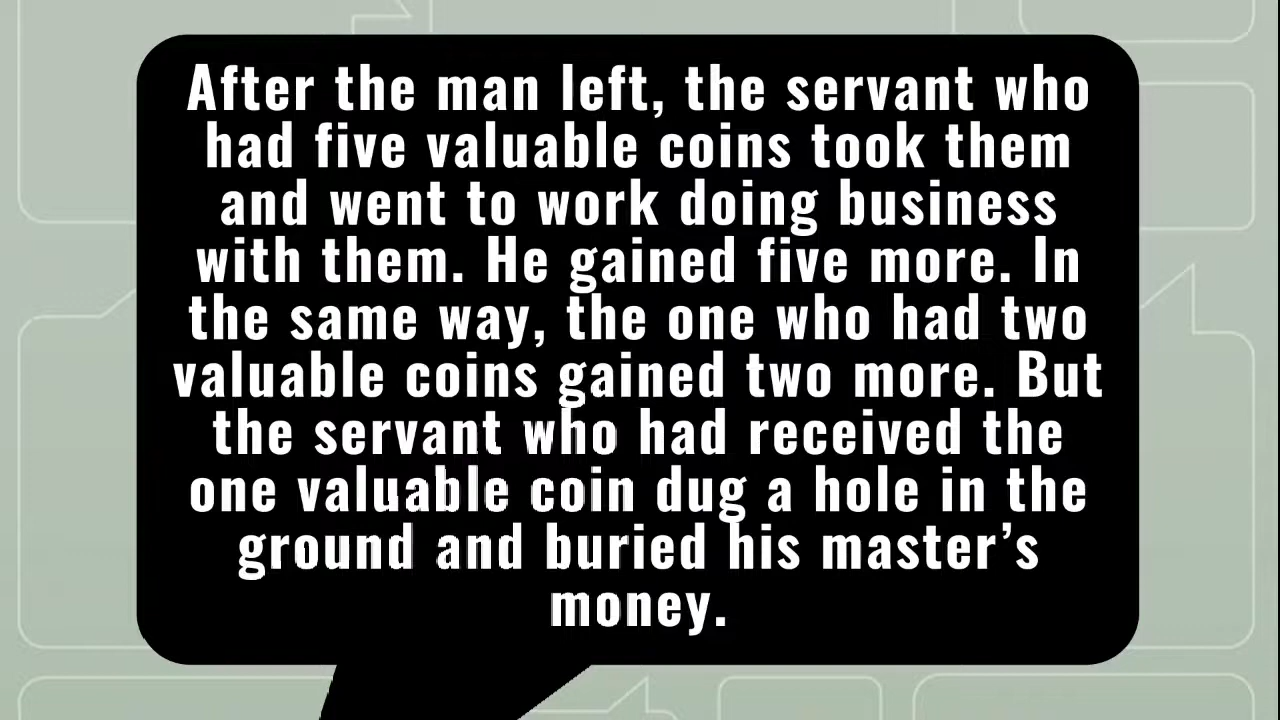 After the man left, the servant who
had five valuable coins took them
and went to work doing business
with them. He gained five more. In
the same way, the one who had two
valuable coins gained two more. But
the servant who had received the
one valuable coin dug a hole in the
ground and buried his master’s
money.